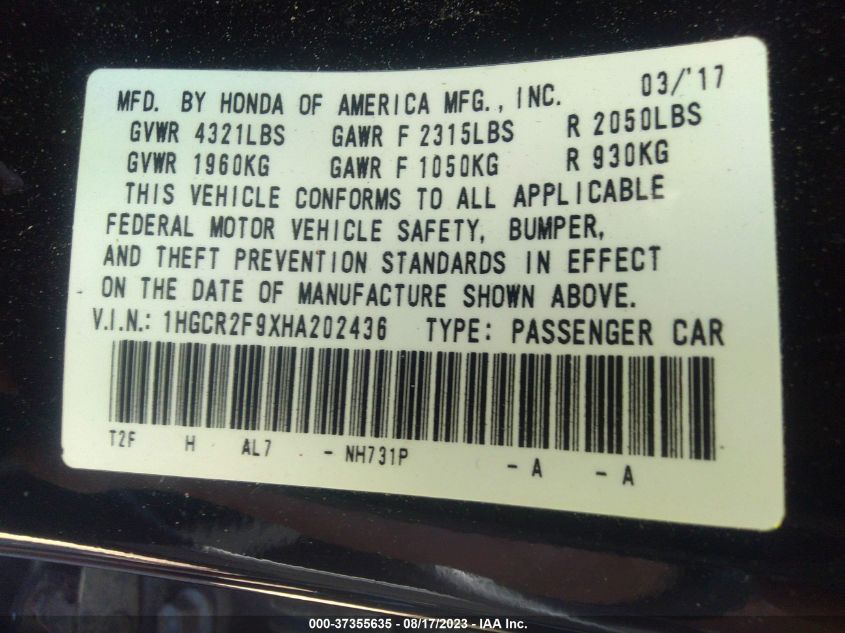 MFD. BY HONDA OF AMERICA MFG., INC. 03/'17
GVWR 4321LBS GAWR F 2315LBS R 2050LBS
GVWR 1960KG GAWR F 1050KG R 930KG
THIS VEHICLE CONFORMS TO ALL APPLICABLE
FEDERAL MOTOR VEHICLE SAFETY, BUMPER,
AND THEFT PREVENTION STANDARDS IN EFFECT
ON THE DATE OF MANUFACTURE SHOWN ABOVE.
V.I.N.: 1HGCR2F9XHA202436 TYPE: PASSENGER CAR
T2F H AL7 - NH731P - A - A
000-37355635 - 08/17/2023 - IAA Inc.